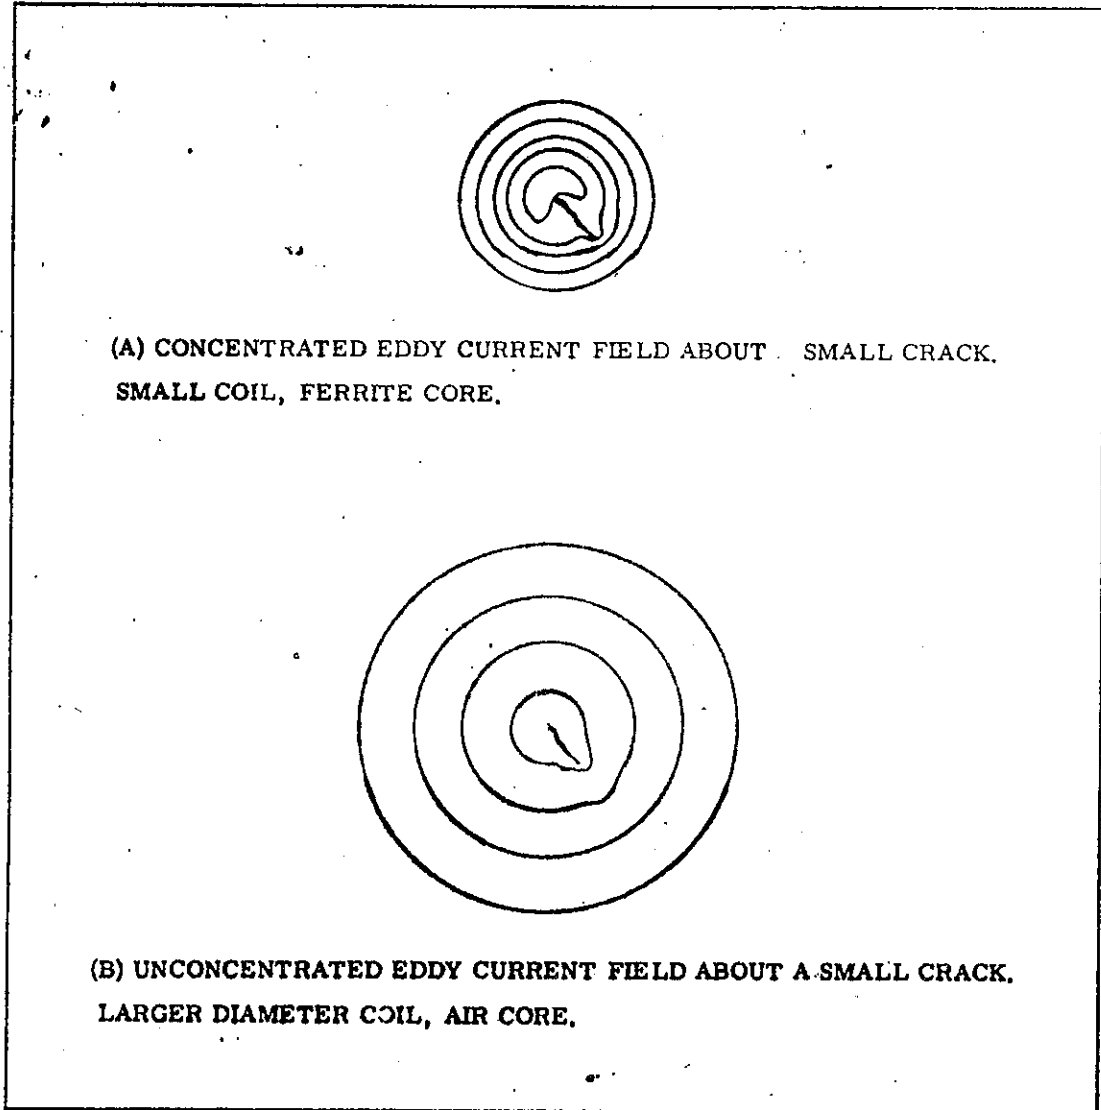 (A) CONCENTRATED EDDY CURRENT FIELD ABOUT SMALL CRACK.
SMALL COIL, FERRITE CORE.
(B) UNCONCENTRATED EDDY CURRENT FIELD ABOUT A SMALL CRACK.
LARGER DIAMETER COIL, AIR CORE.